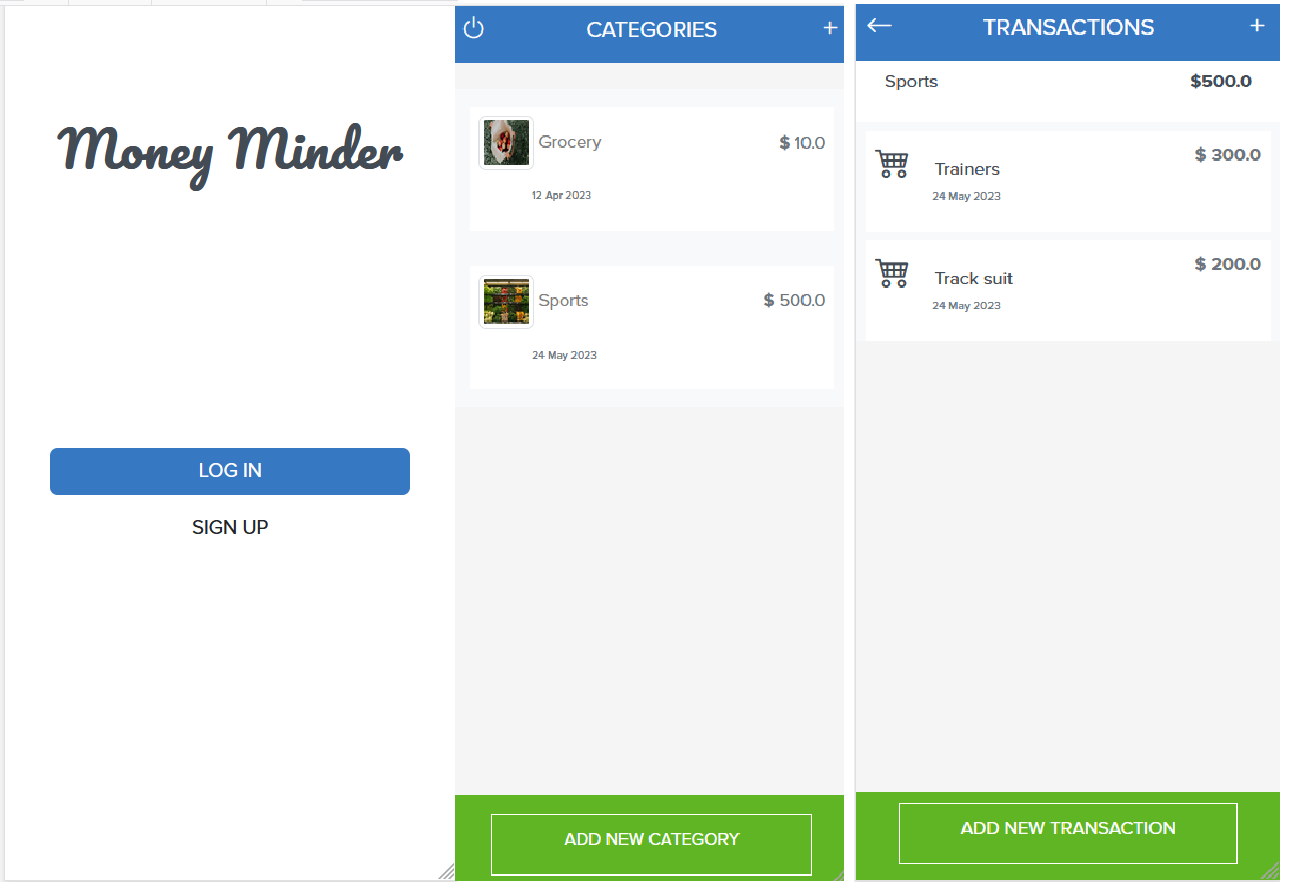 Money Minder
LOG IN
SIGN UP
CATEGORIES
+
Grocery
$ 10.0
12 Apr 2023
Sports
$ 500.0
24 May 2023
ADD NEW CATEGORY
TRANSACTIONS
+
Sports
$500.0
Trainers
$ 300.0
24 May 2023
Track suit
$ 200.0
24 May 2023
ADD NEW TRANSACTION